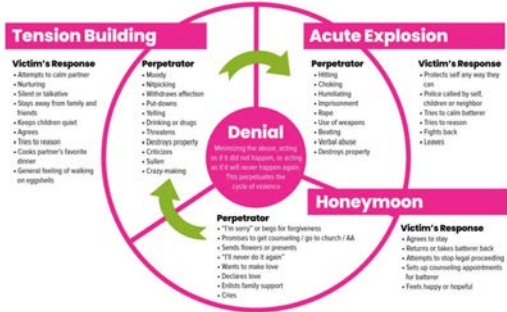 Tension Building
Victim's Response
• Attempts to calm partner
• Nurturing
• Silent or talkative
• Stays away from family and
friends
• Keeps children quiet
• Agrees
• Tries to reason
• Cooks partner's favorite
dinner
• General feeling of walking
on eggshells
Perpetrator
• Moody
• Nitpicking
• Withdraws affection
• Put-downs
• Yelling
• Drinking or drugs
• Threatens
• Destroys property
• Criticizes
• Sullen
• Crazy-making
Acute Explosion
Perpetrator
• Hitting
• Choking
• Humiliating
• Imprisonment
• Rape
• Use of weapons
• Beating
• Verbal abuse
• Destroys property
Victim's Response
• Protects self any way they
can
• Police called by self,
children or neighbor
• Tries to calm batterer
• Tries to reason
• Fights back
• Leaves
Denial
Minimizing the abuse, acting
as if it did not happen, or acting
as if it will never happen again.
This perpetuates the
cycle of violence.
Honeymoon
Perpetrator
• "I'm sorry" or begs for forgiveness
• Promises to get counseling / go to church / AA
• Sends flowers or presents
• "I'll never do it again"
• Wants to make love
• Declares love
• Enlists family support
• Cries
Victim's Response
• Agrees to stay
• Returns or takes batterer back
• Attempts to stop legal proceeding
• Sets up counseling appointments
for batterer
• Feels happy or hopeful